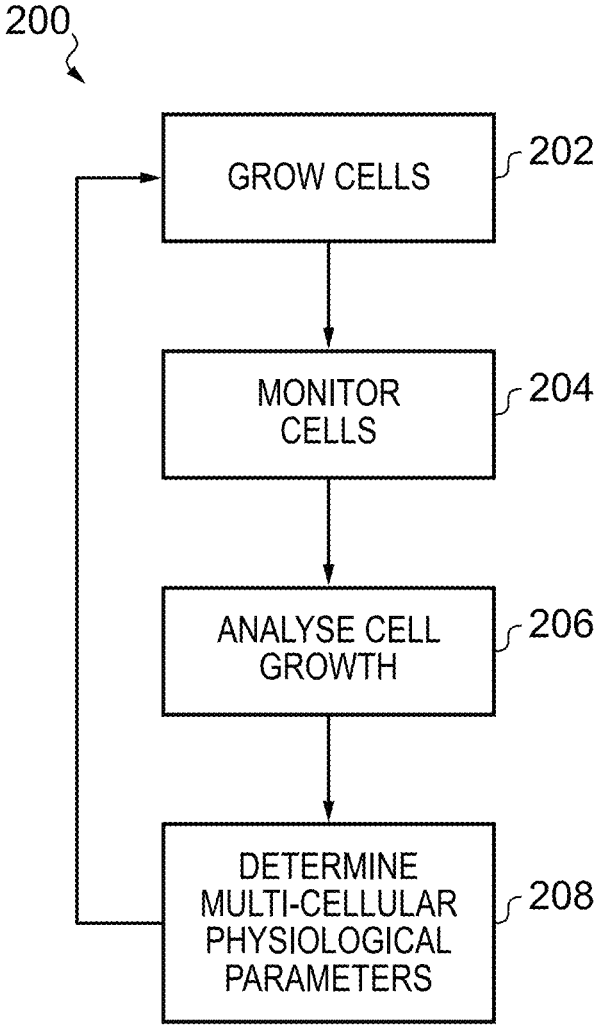 200
GROW CELLS
202
MONITOR
CELLS
204
ANALYSE CELL
GROWTH
206
DETERMINE
MULTI-CELLULAR
PHYSIOLOGICAL
PARAMETERS
208